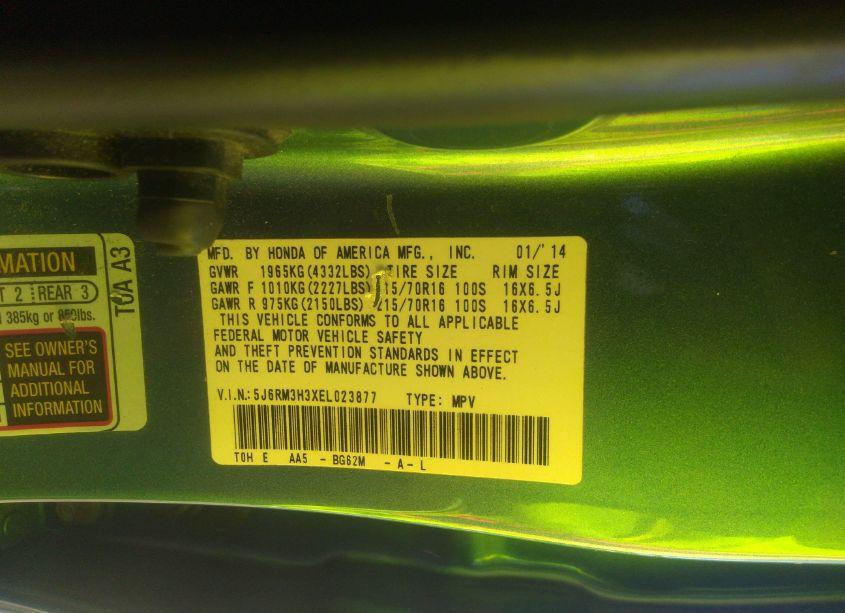 MATION
T 2 REAR 3
385kg or 850lbs.
SEE OWNER'S
MANUAL FOR
ADDITIONAL
INFORMATION
T0A A3
MFD. BY HONDA OF AMERICA MFG., INC. 01/'14
GVWR 1965KG(4332LBS) TIRE SIZE RIM SIZE
GAWR F 1010KG(2227LBS) 215/70R16 100S 16X6.5J
GAWR R 975KG(2150LBS) 215/70R16 100S 16X6.5J
THIS VEHICLE CONFORMS TO ALL APPLICABLE
FEDERAL MOTOR VEHICLE SAFETY
AND THEFT PREVENTION STANDARDS IN EFFECT
ON THE DATE OF MANUFACTURE SHOWN ABOVE.
V.I.N.:5J6RM3H3XEL023877 TYPE: MPV
T0H E AA5 - BG62M - A - L